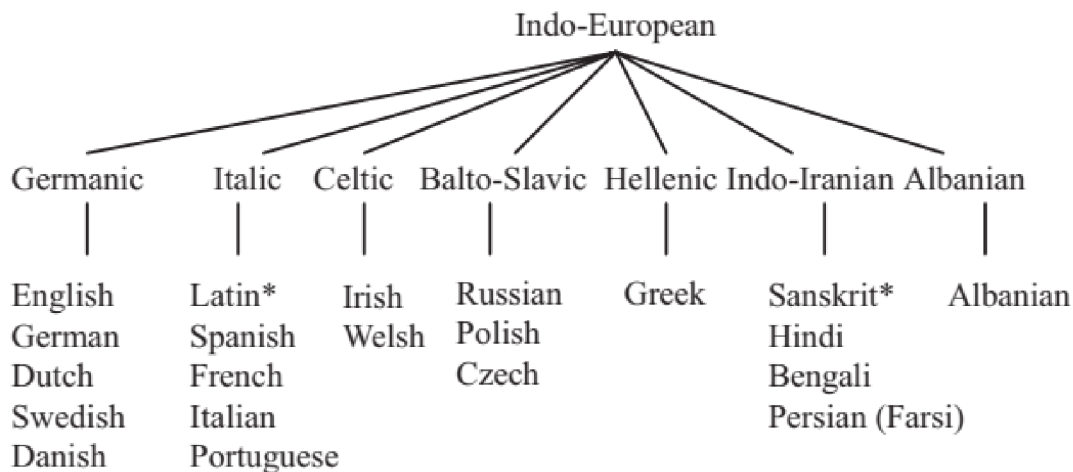 Indo-European
Germanic Italic Celtic Balto-Slavic Hellenic Indo-Iranian Albanian
English Latin* Irish Russian Greek Sanskrit* Albanian
German Spanish Welsh Polish Hindi
Dutch French Czech Bengali
Swedish Italian Persian (Farsi)
Danish Portuguese